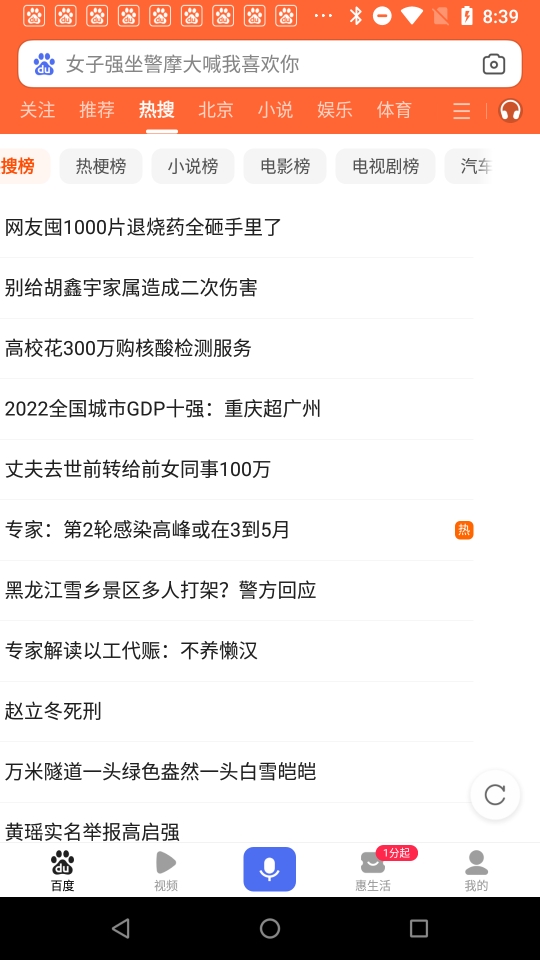 8:39
du 女子强坐警摩大喊我喜欢你
关注 推荐 热搜 北京 小说 娱乐 体育
搜榜 热梗榜 小说榜 电影榜 电视剧榜 汽车
网友囤1000片退烧药全砸手里了
别给胡鑫宇家属造成二次伤害
高校花300万购核酸检测服务
2022全国城市GDP十强：重庆超广州
丈夫去世前转给前女同事100万
专家：第2轮感染高峰或在3到5月 热
黑龙江雪乡景区多人打架？警方回应
专家解读以工代赈：不养懒汉
赵立冬死刑
万米隧道一头绿色盎然一头白雪皑皑
黄瑶实名举报高启强
1分起
du
百度 视频 惠生活 我的